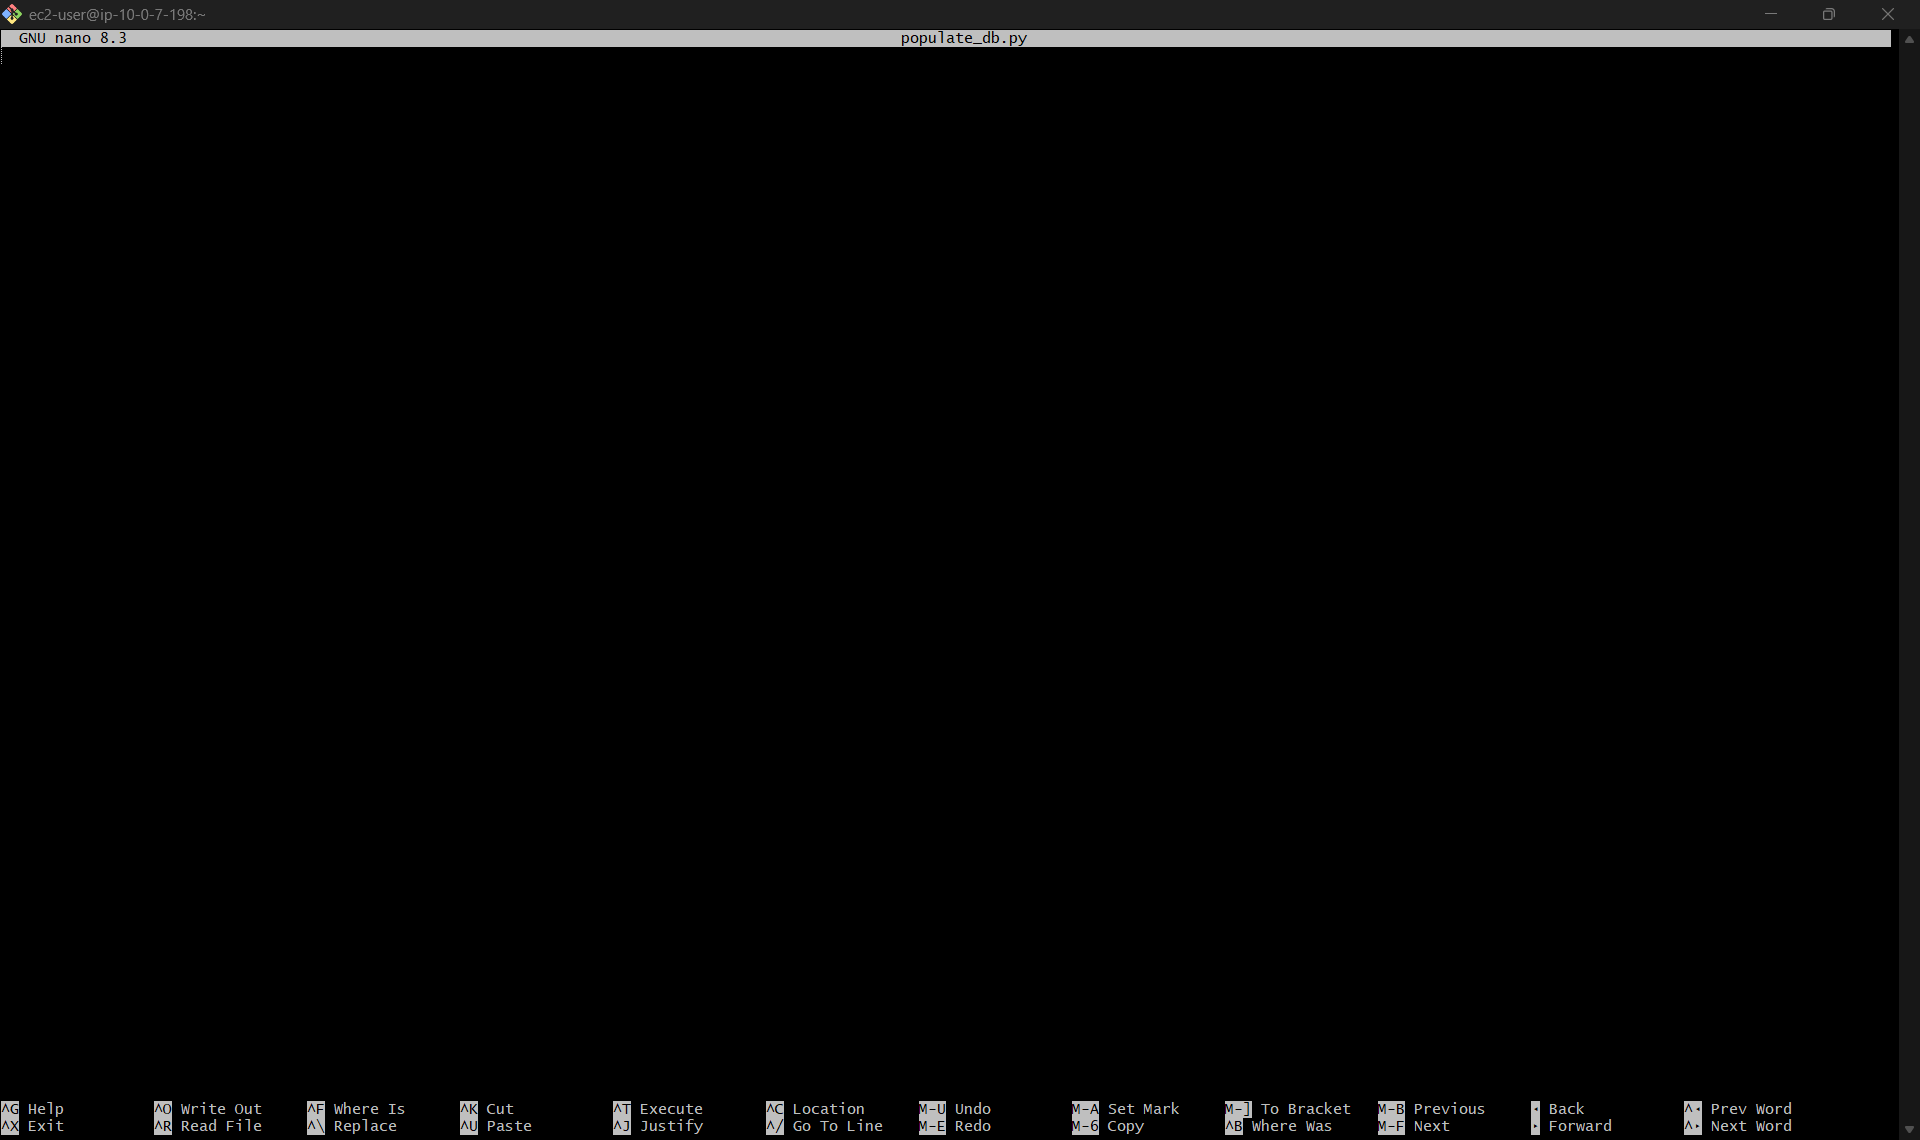 ec2-user@ip-10-0-7-198:~
GNU nano 8.3 populate_db.py
^G Help ^O Write Out ^F Where Is ^K Cut ^T Execute ^C Location M-U Undo M-A Set Mark M-] To Bracket M-B Previous ◂ Back ^◂ Prev Word
^X Exit ^R Read File ^\ Replace ^U Paste ^J Justify ^/ Go To Line M-E Redo M-6 Copy ^B Where Was M-F Next ▸ Forward ^▸ Next Word